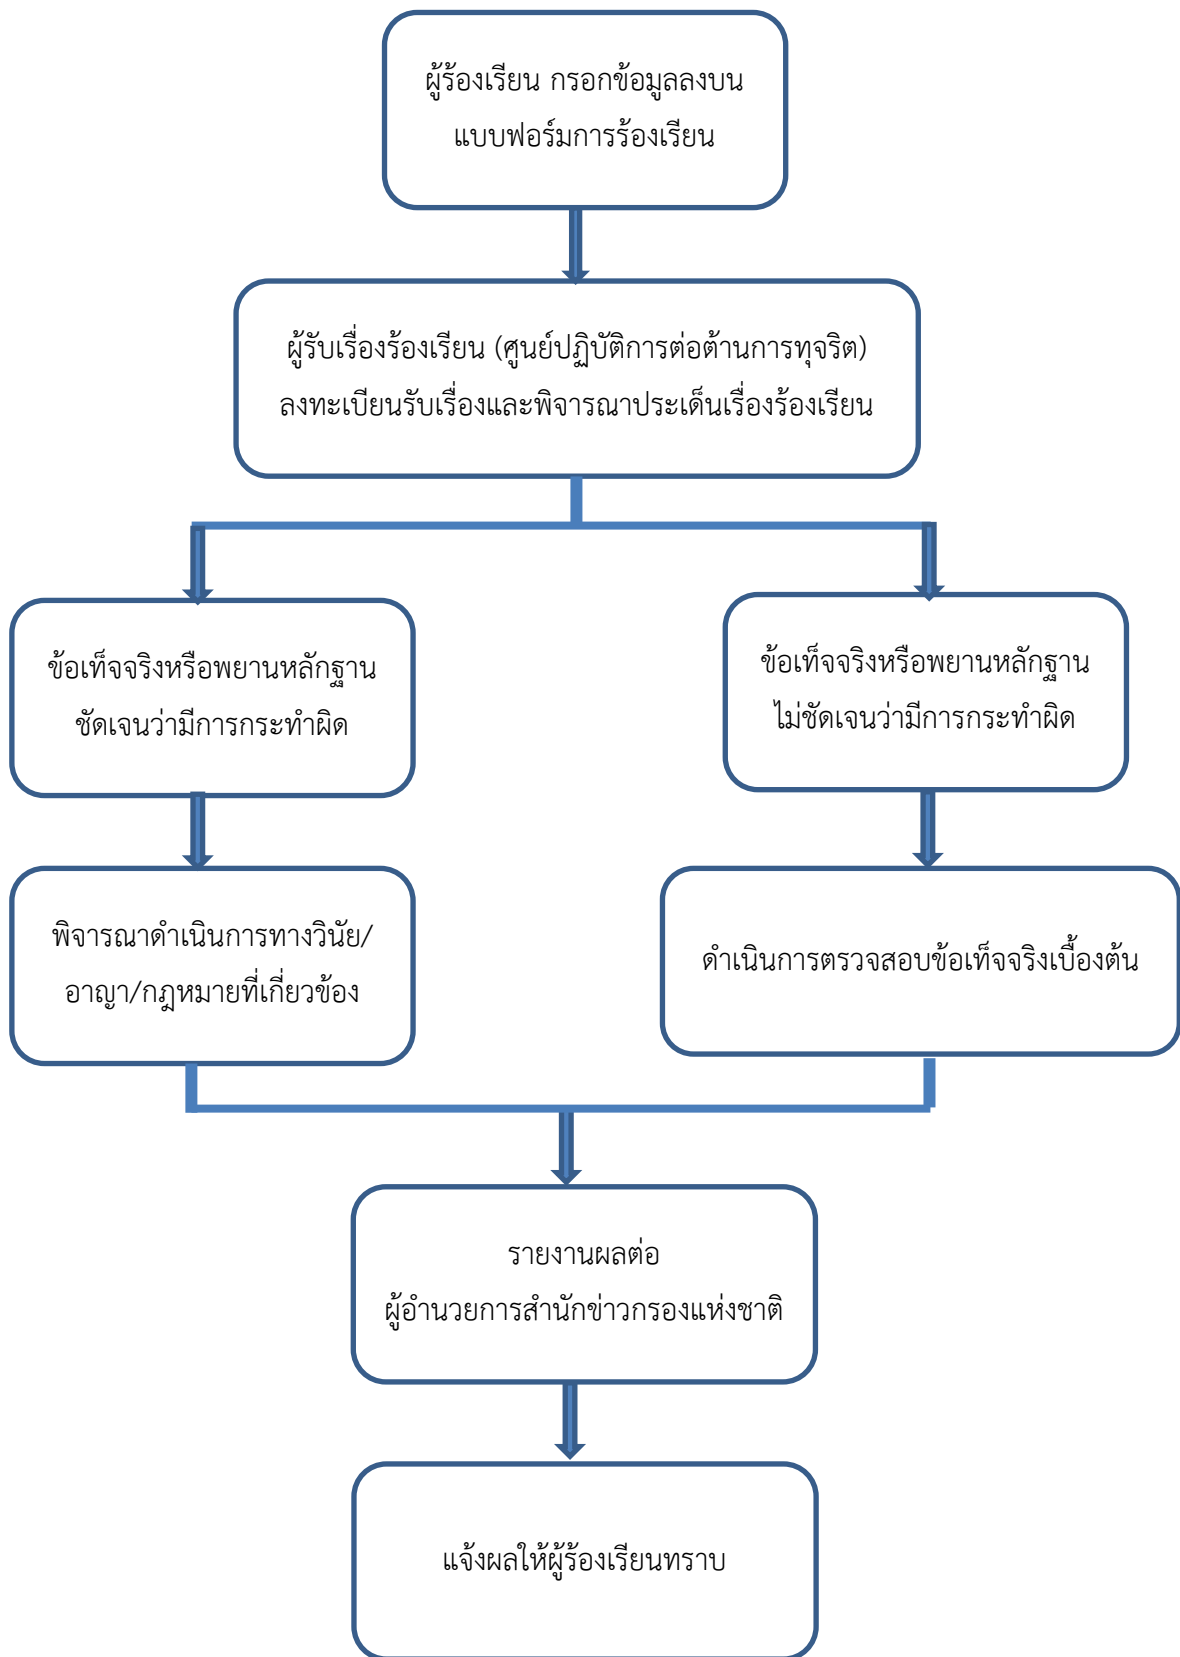 ผู้ร้องเรียน กรอกข้อมูลลงบน
แบบฟอร์มการร้องเรียน
ผู้รับเรื่องร้องเรียน (ศูนย์ปฏิบัติการต่อต้านการทุจริต)
ลงทะเบียนรับเรื่องและพิจารณาประเด็นเรื่องร้องเรียน
ข้อเท็จจริงหรือพยานหลักฐาน
ชัดเจนว่ามีการกระทำผิด
ข้อเท็จจริงหรือพยานหลักฐาน
ไม่ชัดเจนว่ามีการกระทำผิด
พิจารณาดำเนินการทางวินัย/
อาญา/กฎหมายที่เกี่ยวข้อง
ดำเนินการตรวจสอบข้อเท็จจริงเบื้องต้น
รายงานผลต่อ
ผู้อำนวยการสำนักข่าวกรองแห่งชาติ
แจ้งผลให้ผู้ร้องเรียนทราบ